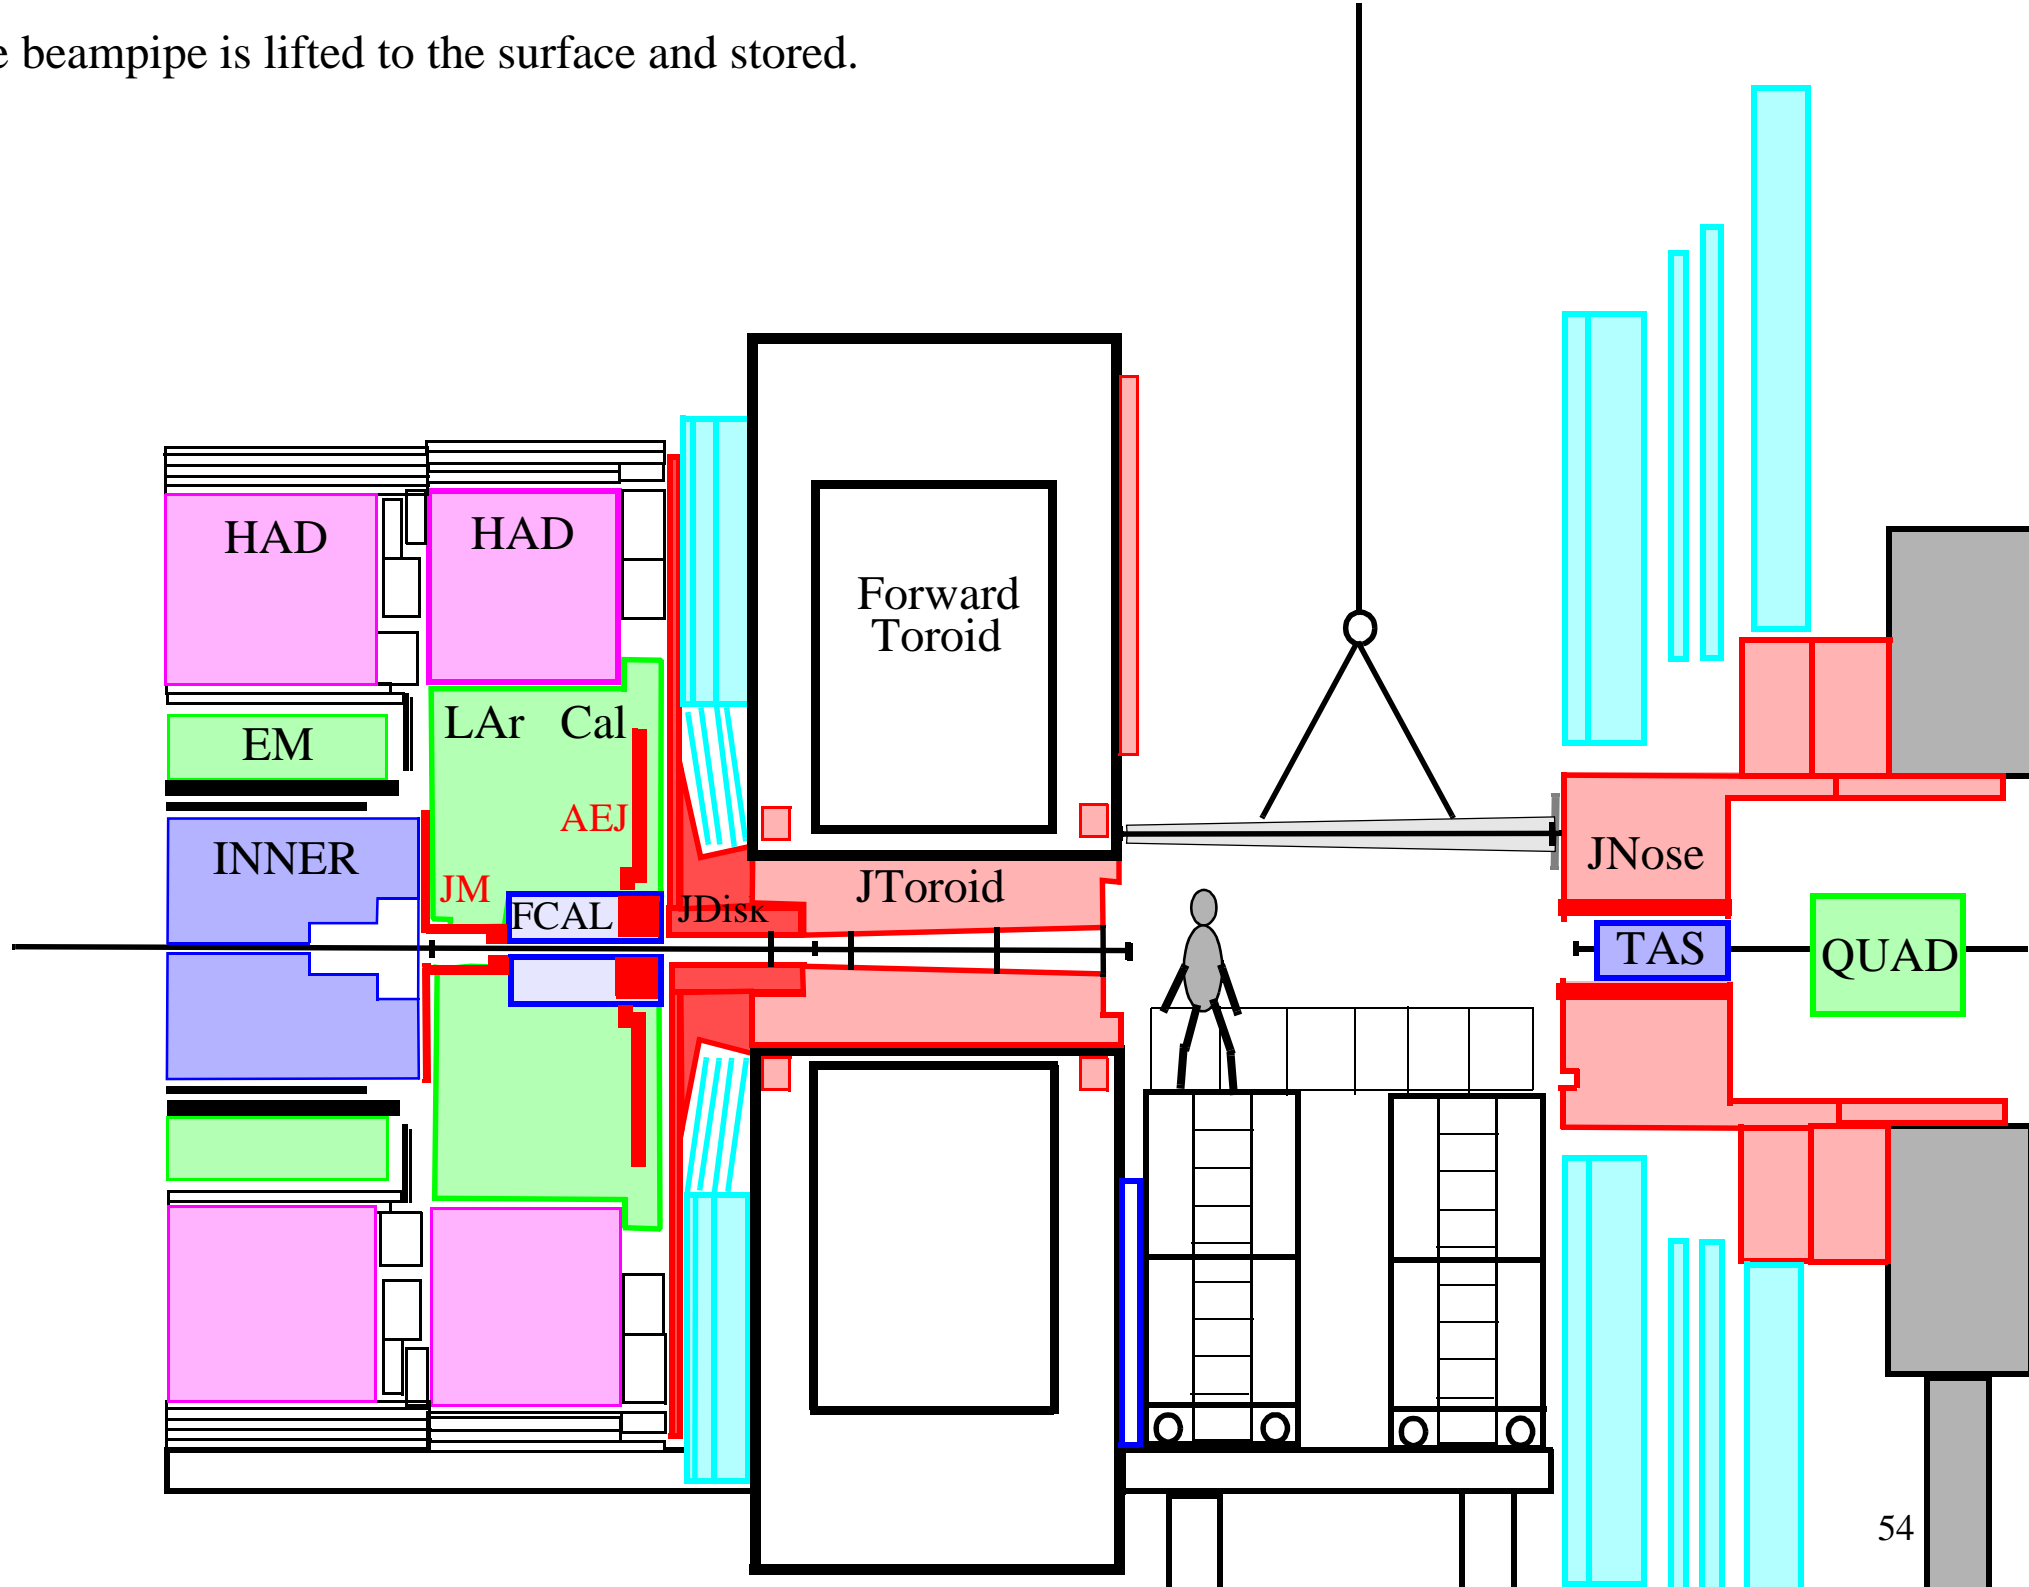 e beampipe is lifted to the surface and stored.
HAD
HAD
Forward
Toroid
LAr Cal
EM
AEJ
INNER
JNose
JM
JToroid
FCAL
JDisk
TAS
QUAD
54